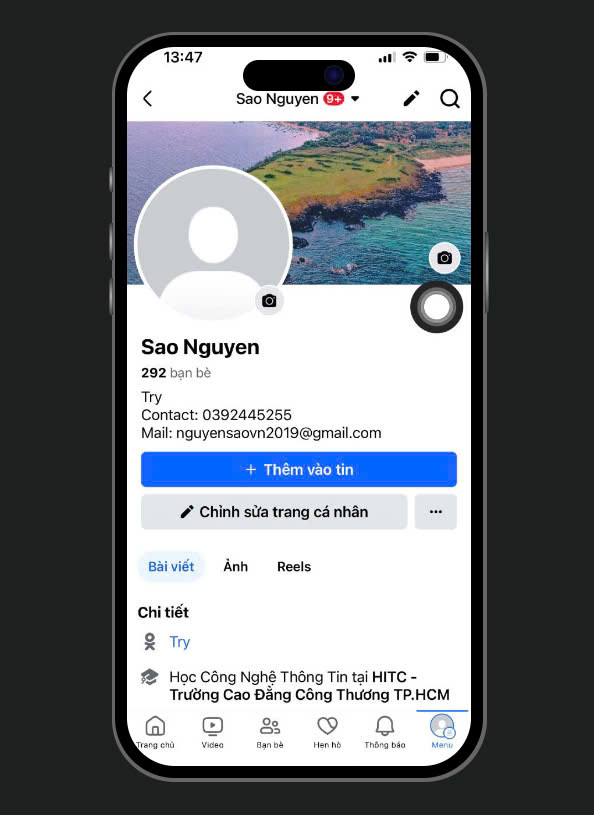 13:47
Sao Nguyen 9+
Sao Nguyen
292 bạn bè
Try
Contact: 0392445255
Mail: nguyensaovn2019@gmail.com
+ Thêm vào tin
Chỉnh sửa trang cá nhân
Bài viết Ảnh Reels
Chi tiết
Try
Học Công Nghệ Thông Tin tại HITC -
Trường Cao Đẳng Công Thương TP.HCM
Trang chủ Video Bạn bè Hẹn hò Thông báo Menu